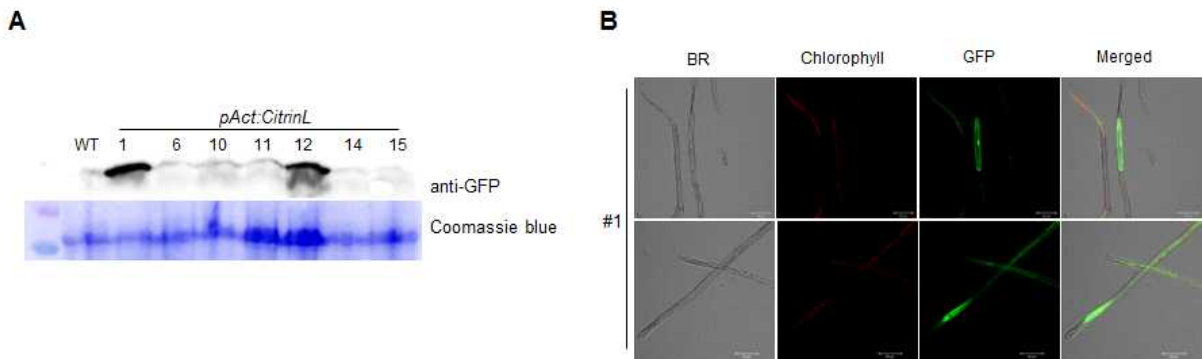 A
pAct:CitrinL
WT 1 6 10 11 12 14 15
anti-GFP
Coomassie blue
B
BR Chlorophyll GFP Merged
#1